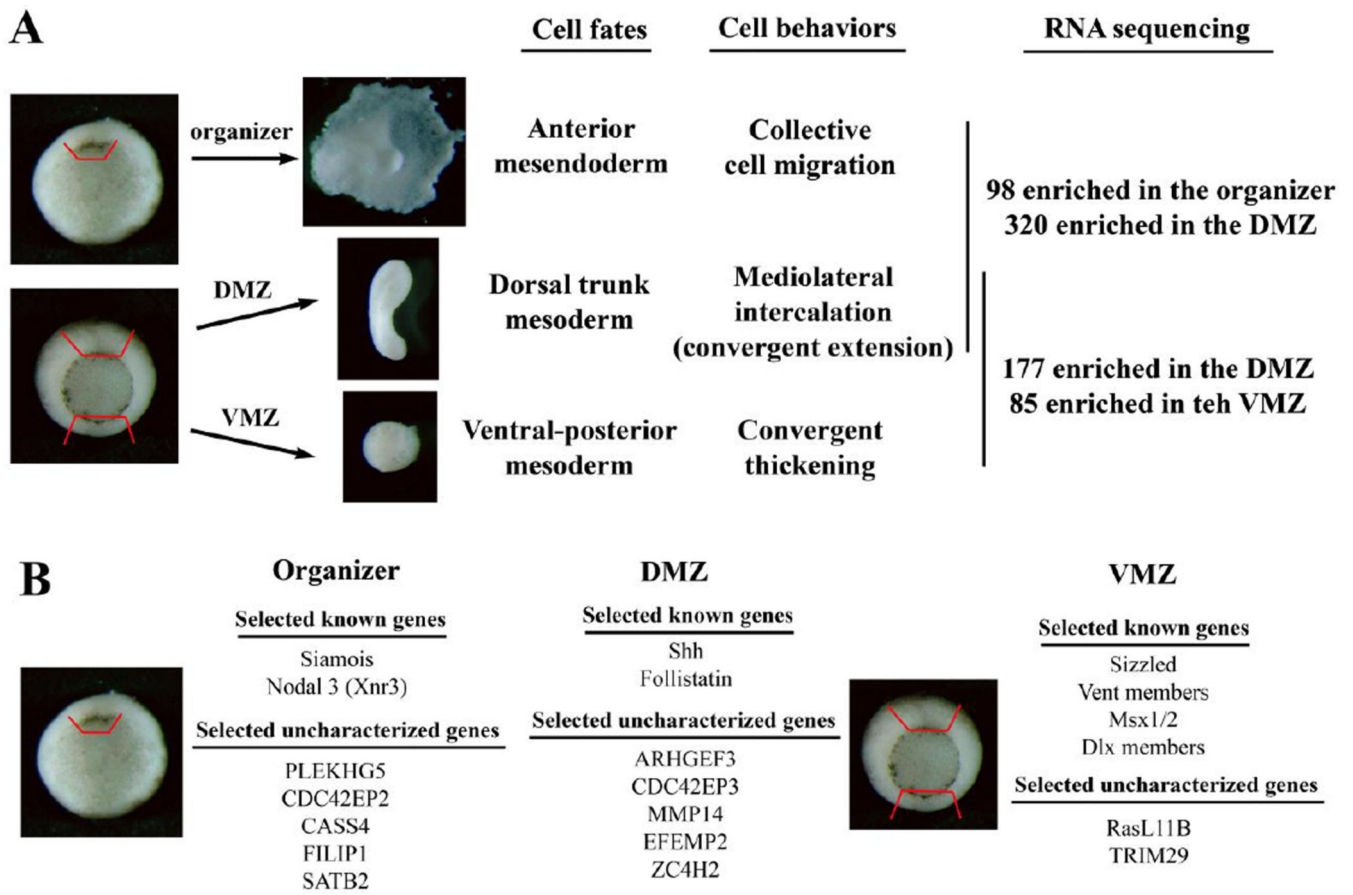 A
Cell fates
Cell behaviors
RNA sequencing
organizer
Anterior
mesendoderm
Collective
cell migration
98 enriched in the organizer
320 enriched in the DMZ
DMZ
Dorsal trunk
mesoderm
Mediolateral
intercalation
(convergent extension)
177 enriched in the DMZ
85 enriched in teh VMZ
VMZ
Ventral-posterior
mesoderm
Convergent
thickening
B
Organizer
Selected known genes
Siamois
Nodal 3 (Xnr3)
Selected uncharacterized genes
PLEKHG5
CDC42EP2
CASS4
FILIP1
SATB2
DMZ
Selected known genes
Shh
Follistatin
Selected uncharacterized genes
ARHGEF3
CDC42EP3
MMP14
EFEMP2
ZC4H2
VMZ
Selected known genes
Sizzled
Vent members
Msx1/2
Dlx members
Selected uncharacterized genes
RasL11B
TRIM29